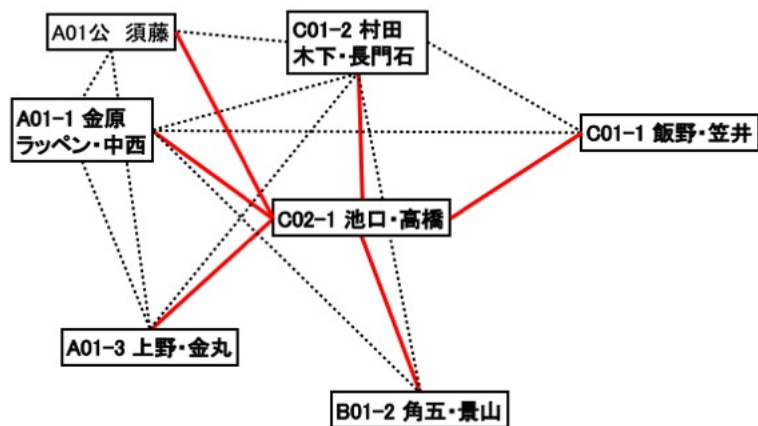 A01公 須藤
C01-2 村田
木下・長門石
A01-1 金原
ラッペン・中西
C01-1 飯野・笠井
C02-1 池口・高橋
A01-3 上野・金丸
B01-2 角五・景山